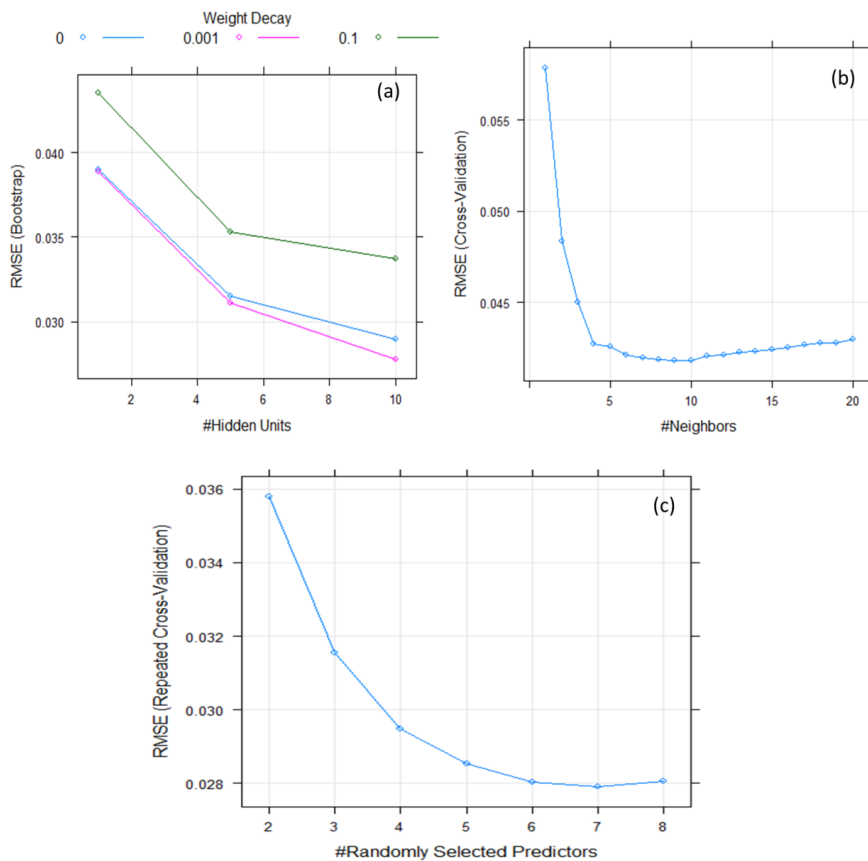 Weight Decay
0 0.001 0.1
(a)
RMSE (Bootstrap)
0.040
0.035
0.030
2 4 6 8 10
#Hidden Units
(b)
RMSE (Cross-Validation)
0.055
0.050
0.045
5 10 15 20
#Neighbors
(c)
RMSE (Repeated Cross-Validation)
0.036
0.034
0.032
0.030
0.028
2 3 4 5 6 7 8
#Randomly Selected Predictors